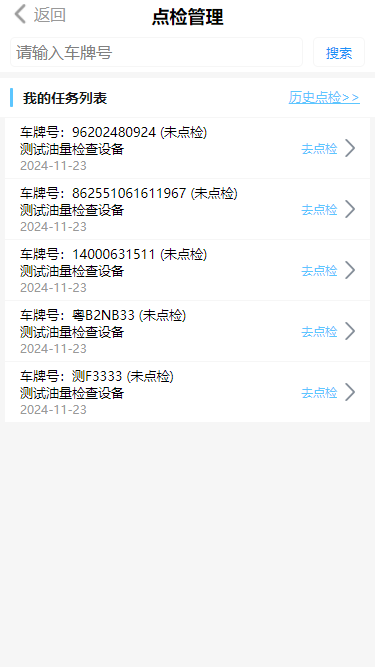 返回
点检管理
请输入车牌号
搜索
我的任务列表
历史点检>>
车牌号：96202480924 (未点检)
测试油量检查设备
去点检
2024-11-23
车牌号：862551061611967 (未点检)
测试油量检查设备
去点检
2024-11-23
车牌号：14000631511 (未点检)
测试油量检查设备
去点检
2024-11-23
车牌号：粤B2NB33 (未点检)
测试油量检查设备
去点检
2024-11-23
车牌号：测F3333 (未点检)
测试油量检查设备
去点检
2024-11-23